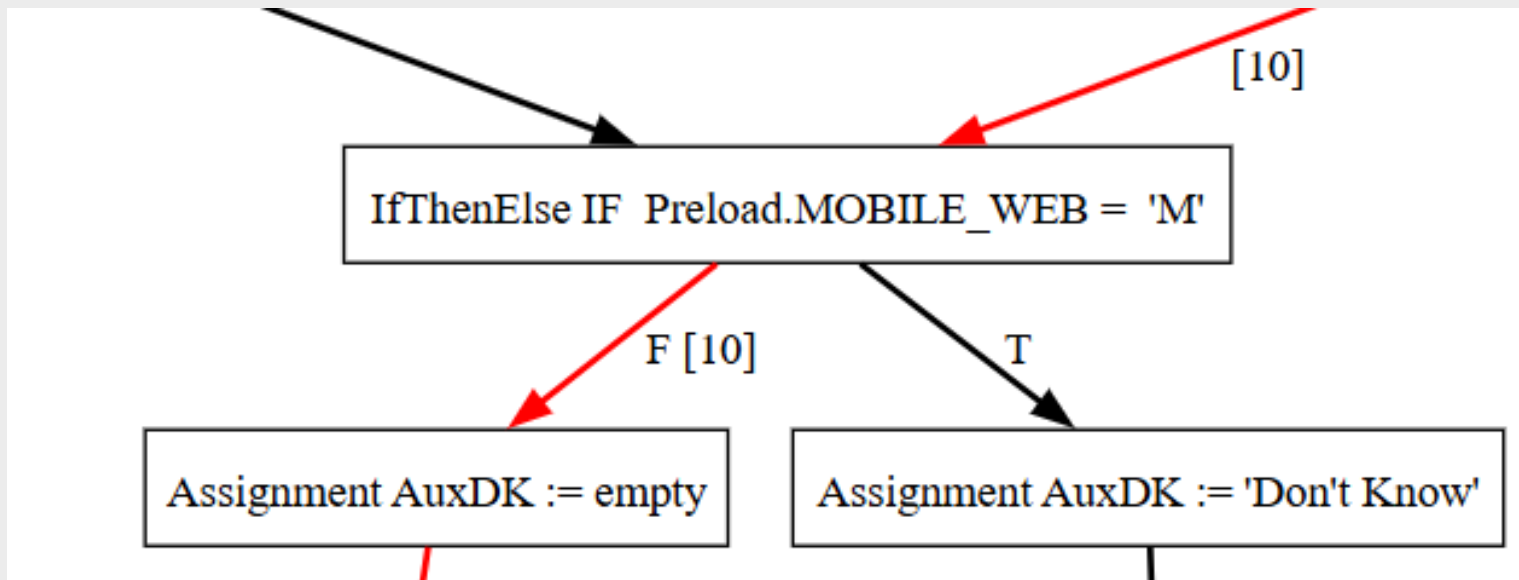 [10]
IfThenElse IF  Preload.MOBILE_WEB =  'M'
F [10]
T
Assignment AuxDK := empty
Assignment AuxDK := 'Don't Know'